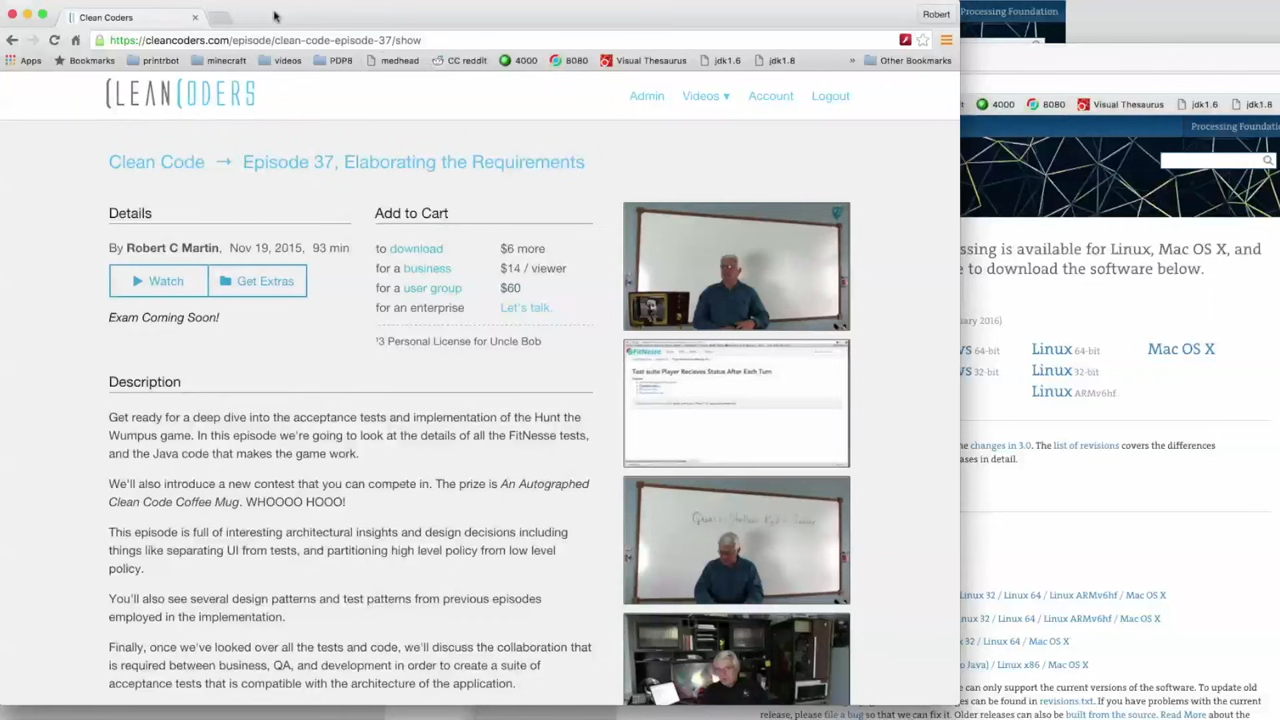 Clean Coders
Robert
https://cleancoders.com/episode/clean-code-episode-37/show
Apps
Bookmarks
printrbot
minecraft
videos
PDP8
medhead
CC reddit
4000
8080
Visual Thesaurus
jdk1.6
jdk1.8
»
Other Bookmarks
CLEAN CODERS
Admin
Videos ▾
Account
Logout
Clean Code → Episode 37, Elaborating the Requirements
Details
By Robert C Martin, Nov 19, 2015, 93 min
Watch
Get Extras
Exam Coming Soon!
Add to Cart
to download $6 more
for a business $14 / viewer
for a user group $60
for an enterprise Let's talk.
*3 Personal License for Uncle Bob
Description
Get ready for a deep dive into the acceptance tests and implementation of the Hunt the
Wumpus game. In this episode we're going to look at the details of all the FitNesse tests,
and the Java code that makes them work.
We'll also introduce a new contest that you can compete in. The prize is An Autographed
Clean Code Coffee Mug. WHOOOO HOOO!
This episode is full of interesting architectural insights and design decisions including
things like separating UI from tests, and partitioning high level policy from low level
policy.
You'll also see several design patterns and test patterns from previous episodes
employed in the implementation.
Finally, once we've looked over all the tests and code, we'll discuss the collaboration that
is required between business, QA, and development in order to create a suite of
acceptance tests that is compatible with the architecture of the application.
FitNesse
Test suite Player Recieves Status After Each Turn
Processing Foundation
4000
8080
Visual Thesaurus
jdk1.6
jdk1.8
Processing Foundatio
ssing is available for Linux, Mac OS X, and
e to download the software below.
uary 2016)
ws 64-bit
Linux 64-bit
Mac OS X
ws 32-bit
Linux 32-bit
Linux ARMv6hf
he changes in 3.0. The list of revisions covers the differences
ases in detail.
Linux 32 / Linux 64 / Linux ARMv6hf / Mac OS X
nux 32 / Linux 64 / Linux ARMv6hf / Mac OS X
x 32 / Linux 64 / Mac OS X
o Java) / Linux x86 / Mac OS X
e can only support the current versions of the software. To update old
ges can be found in revisions.txt. If you have problems with the current
release, please file a bug so that we can fix it. Older releases can also be built from the source. Read More about the